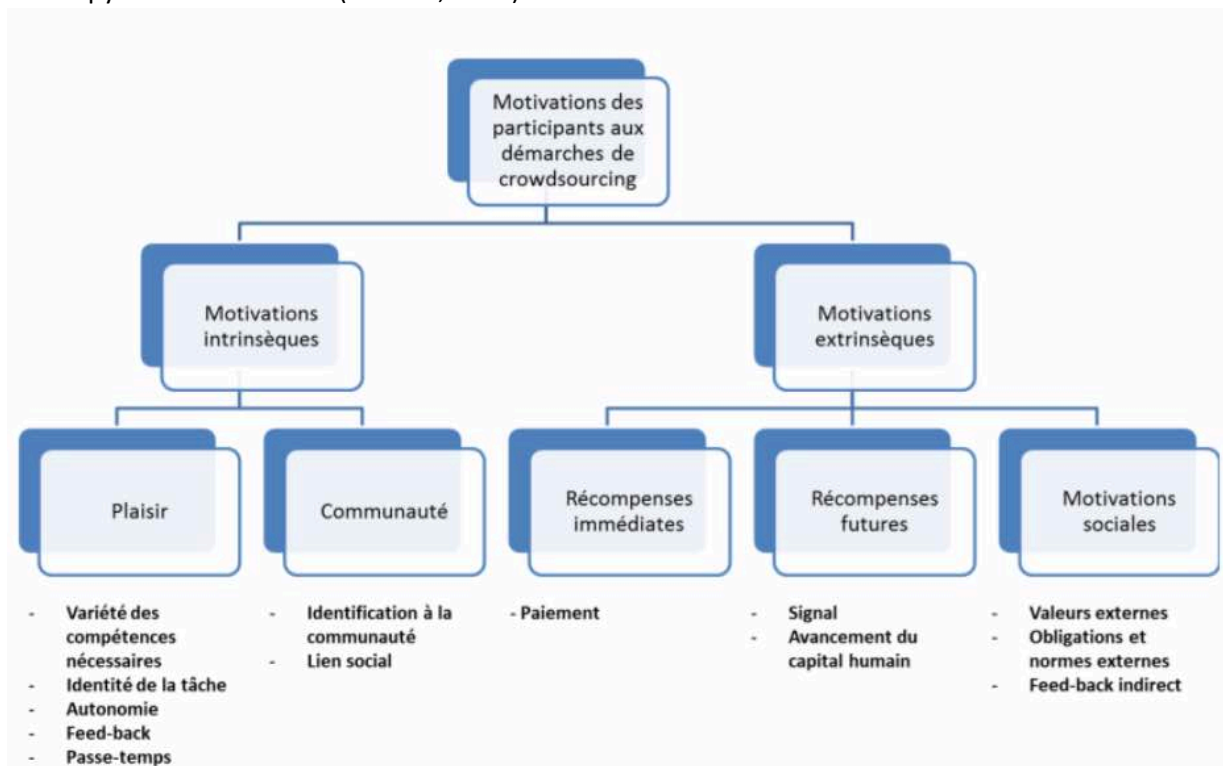 Motivations des
participants aux
démarches de
crowdsourcing
Motivations
intrinsèques
Motivations
extrinsèques
Plaisir
Communauté
Récompenses
immédiates
Récompenses
futures
Motivations
sociales
- Variété des
compétences
nécessaires
- Identité de la tâche
- Autonomie
- Feed-back
- Passe-temps
- Identification à la
communauté
- Lien social
- Paiement
- Signal
- Avancement du
capital humain
- Valeurs externes
- Obligations et
normes externes
- Feed-back indirect